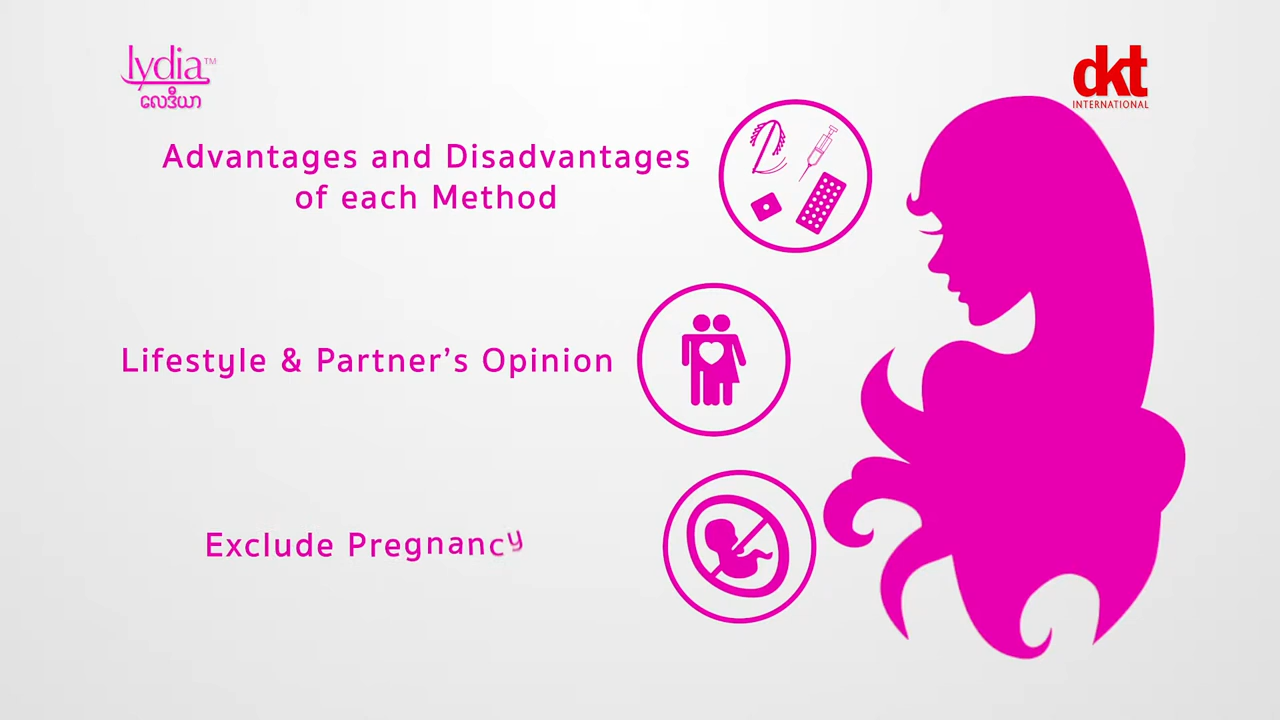 lydia™
လေဒီယာ
dkt
INTERNATIONAL
Advantages and Disadvantages
of each Method
Lifestyle & Partner’s Opinion
Exclude Pregnancy